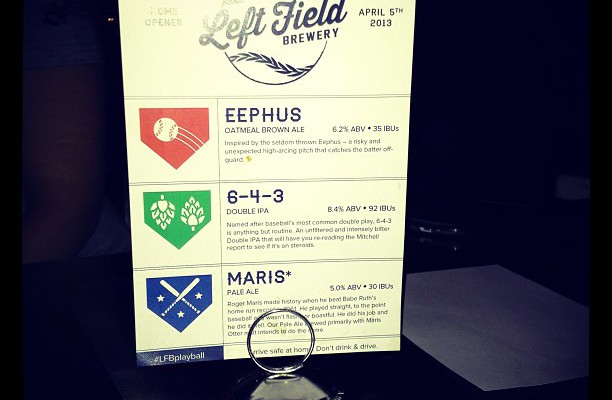 HOME
OPENER
Left Field
BREWERY
APRIL 5TH
2013
EEPHUS
OATMEAL BROWN ALE 6.2% ABV • 35 IBUs
Inspired by the seldom thrown Eephus – a risky and
unexpected high-arcing pitch that catches the batter off-
guard.
6-4-3
DOUBLE IPA 8.4% ABV • 92 IBUs
Named after baseball's most common double play, 6-4-3
is anything but routine. An unfiltered and intensely bitter
Double IPA that will have you re-reading the Mitchell
report to see if it's on steroids.
MARIS*
PALE ALE 5.0% ABV • 30 IBUs
Roger Maris made history when he beat Babe Ruth's
home run record 1961. He played straight, to the point
baseball wasn't flashy or boastful. He did his job and
he did it well. Our Pale Ale brewed primarily with Maris
Otter malt intends to do the same.
#LFBplayball
arrive safe at home. Don't drink & drive.